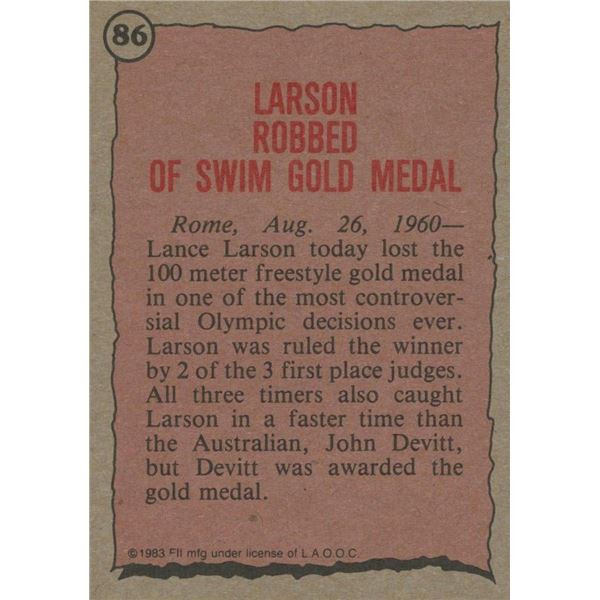 86
LARSON
ROBBED
OF SWIM GOLD MEDAL
Rome, Aug. 26, 1960—
Lance Larson today lost the
100 meter freestyle gold medal
in one of the most controver-
sial Olympic decisions ever.
Larson was ruled the winner
by 2 of the 3 first place judges.
All three timers also caught
Larson in a faster time than
the Australian, John Devitt,
but Devitt was awarded the
gold medal.
©1983 FII mfg under license of L.A.O.O.C.